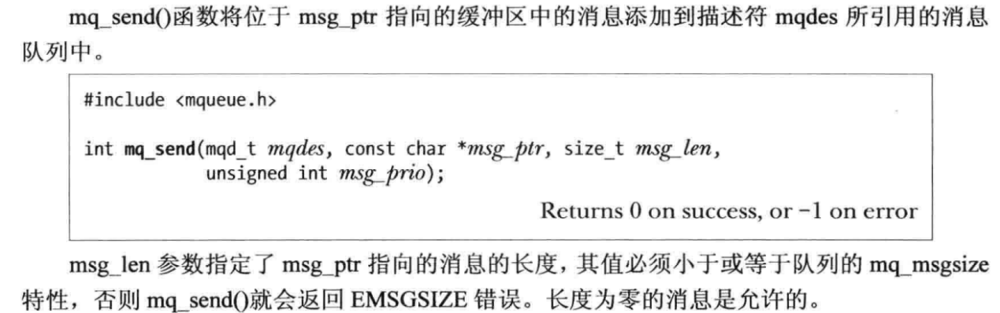 mq_send()函数将位于 msg_ptr 指向的缓冲区中的消息添加到描述符 mqdes 所引用的消息
队列中。
#include <mqueue.h>
int mq_send(mqd_t mqdes, const char *msg_ptr, size_t msg_len,
unsigned int msg_prio);
Returns 0 on success, or −1 on error
msg_len 参数指定了 msg_ptr 指向的消息的长度，其值必须小于或等于队列的 mq_msgsize
特性，否则 mq_send()就会返回 EMSGSIZE 错误。长度为零的消息是允许的。